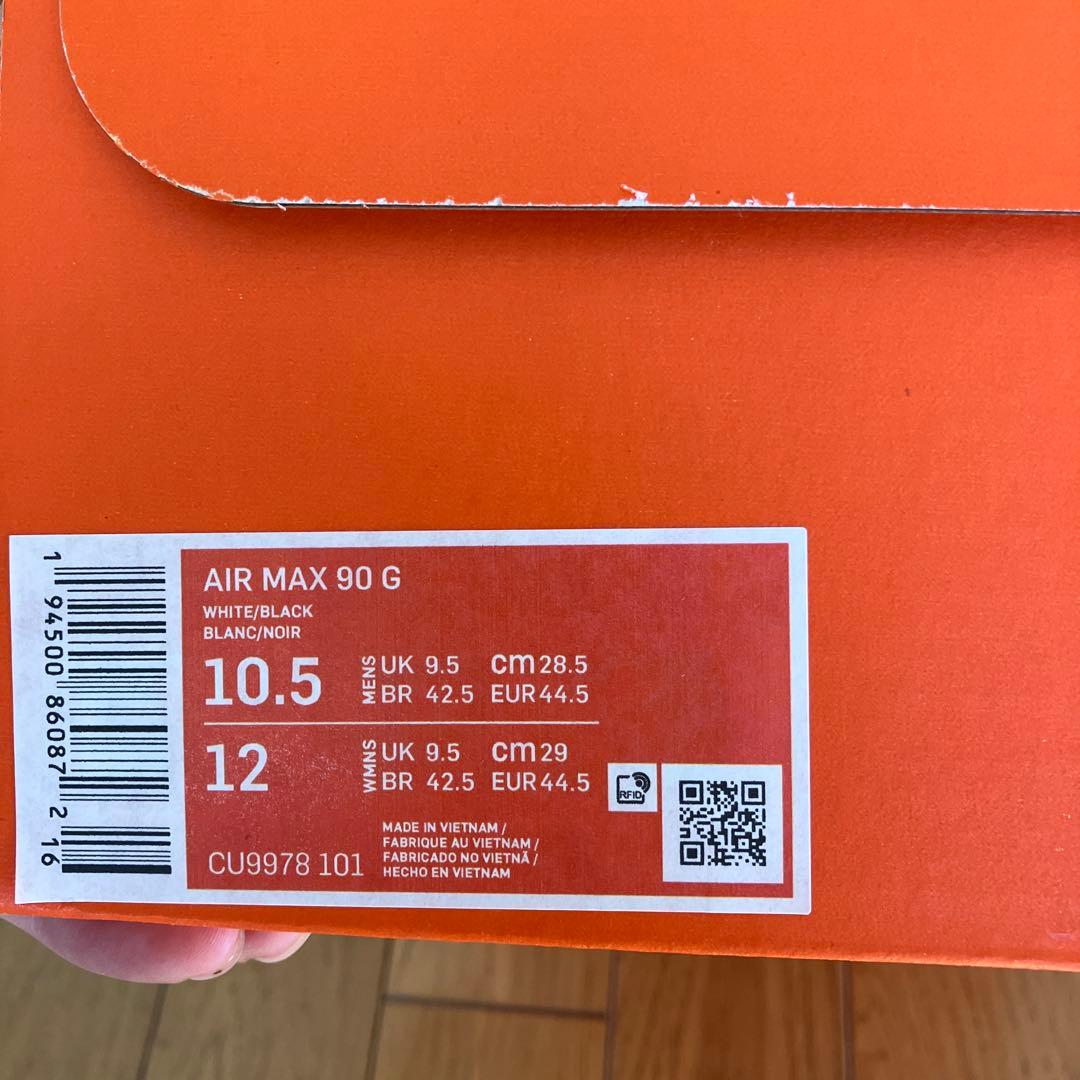 AIR MAX 90 G
WHITE/BLACK
BLANC/NOIR
10.5 MENS UK 9.5 cm 28.5
BR 42.5 EUR 44.5
12 WMNS UK 9.5 cm 29
BR 42.5 EUR 44.5
RFID
MADE IN VIETNAM /
FABRIQUE AU VIETNAM /
FABRICADO NO VIETNÃ /
HECHO EN VIETNAM
CU9978 101
1 94500 86087 2 16